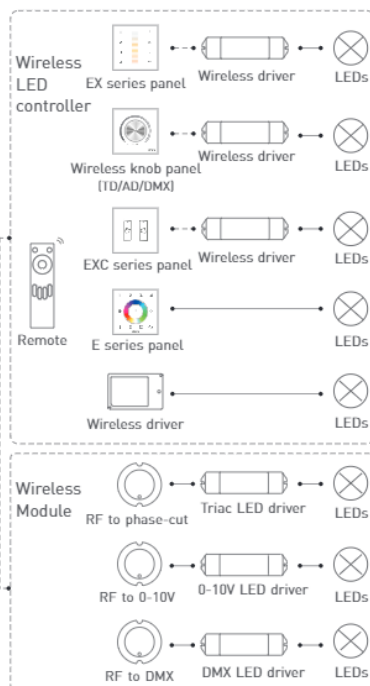 Wireless
LED
controller
EX series panel
Wireless driver
LEDs
Wireless knob panel
(TD/AD/DMX)
Wireless driver
LEDs
EXC series panel
Wireless driver
LEDs
Remote
E series panel
LEDs
Wireless driver
LEDs
Wireless
Module
RF to phase-cut
Triac LED driver
LEDs
RF to 0-10V
0-10V LED driver
LEDs
RF to DMX
DMX LED driver
LEDs